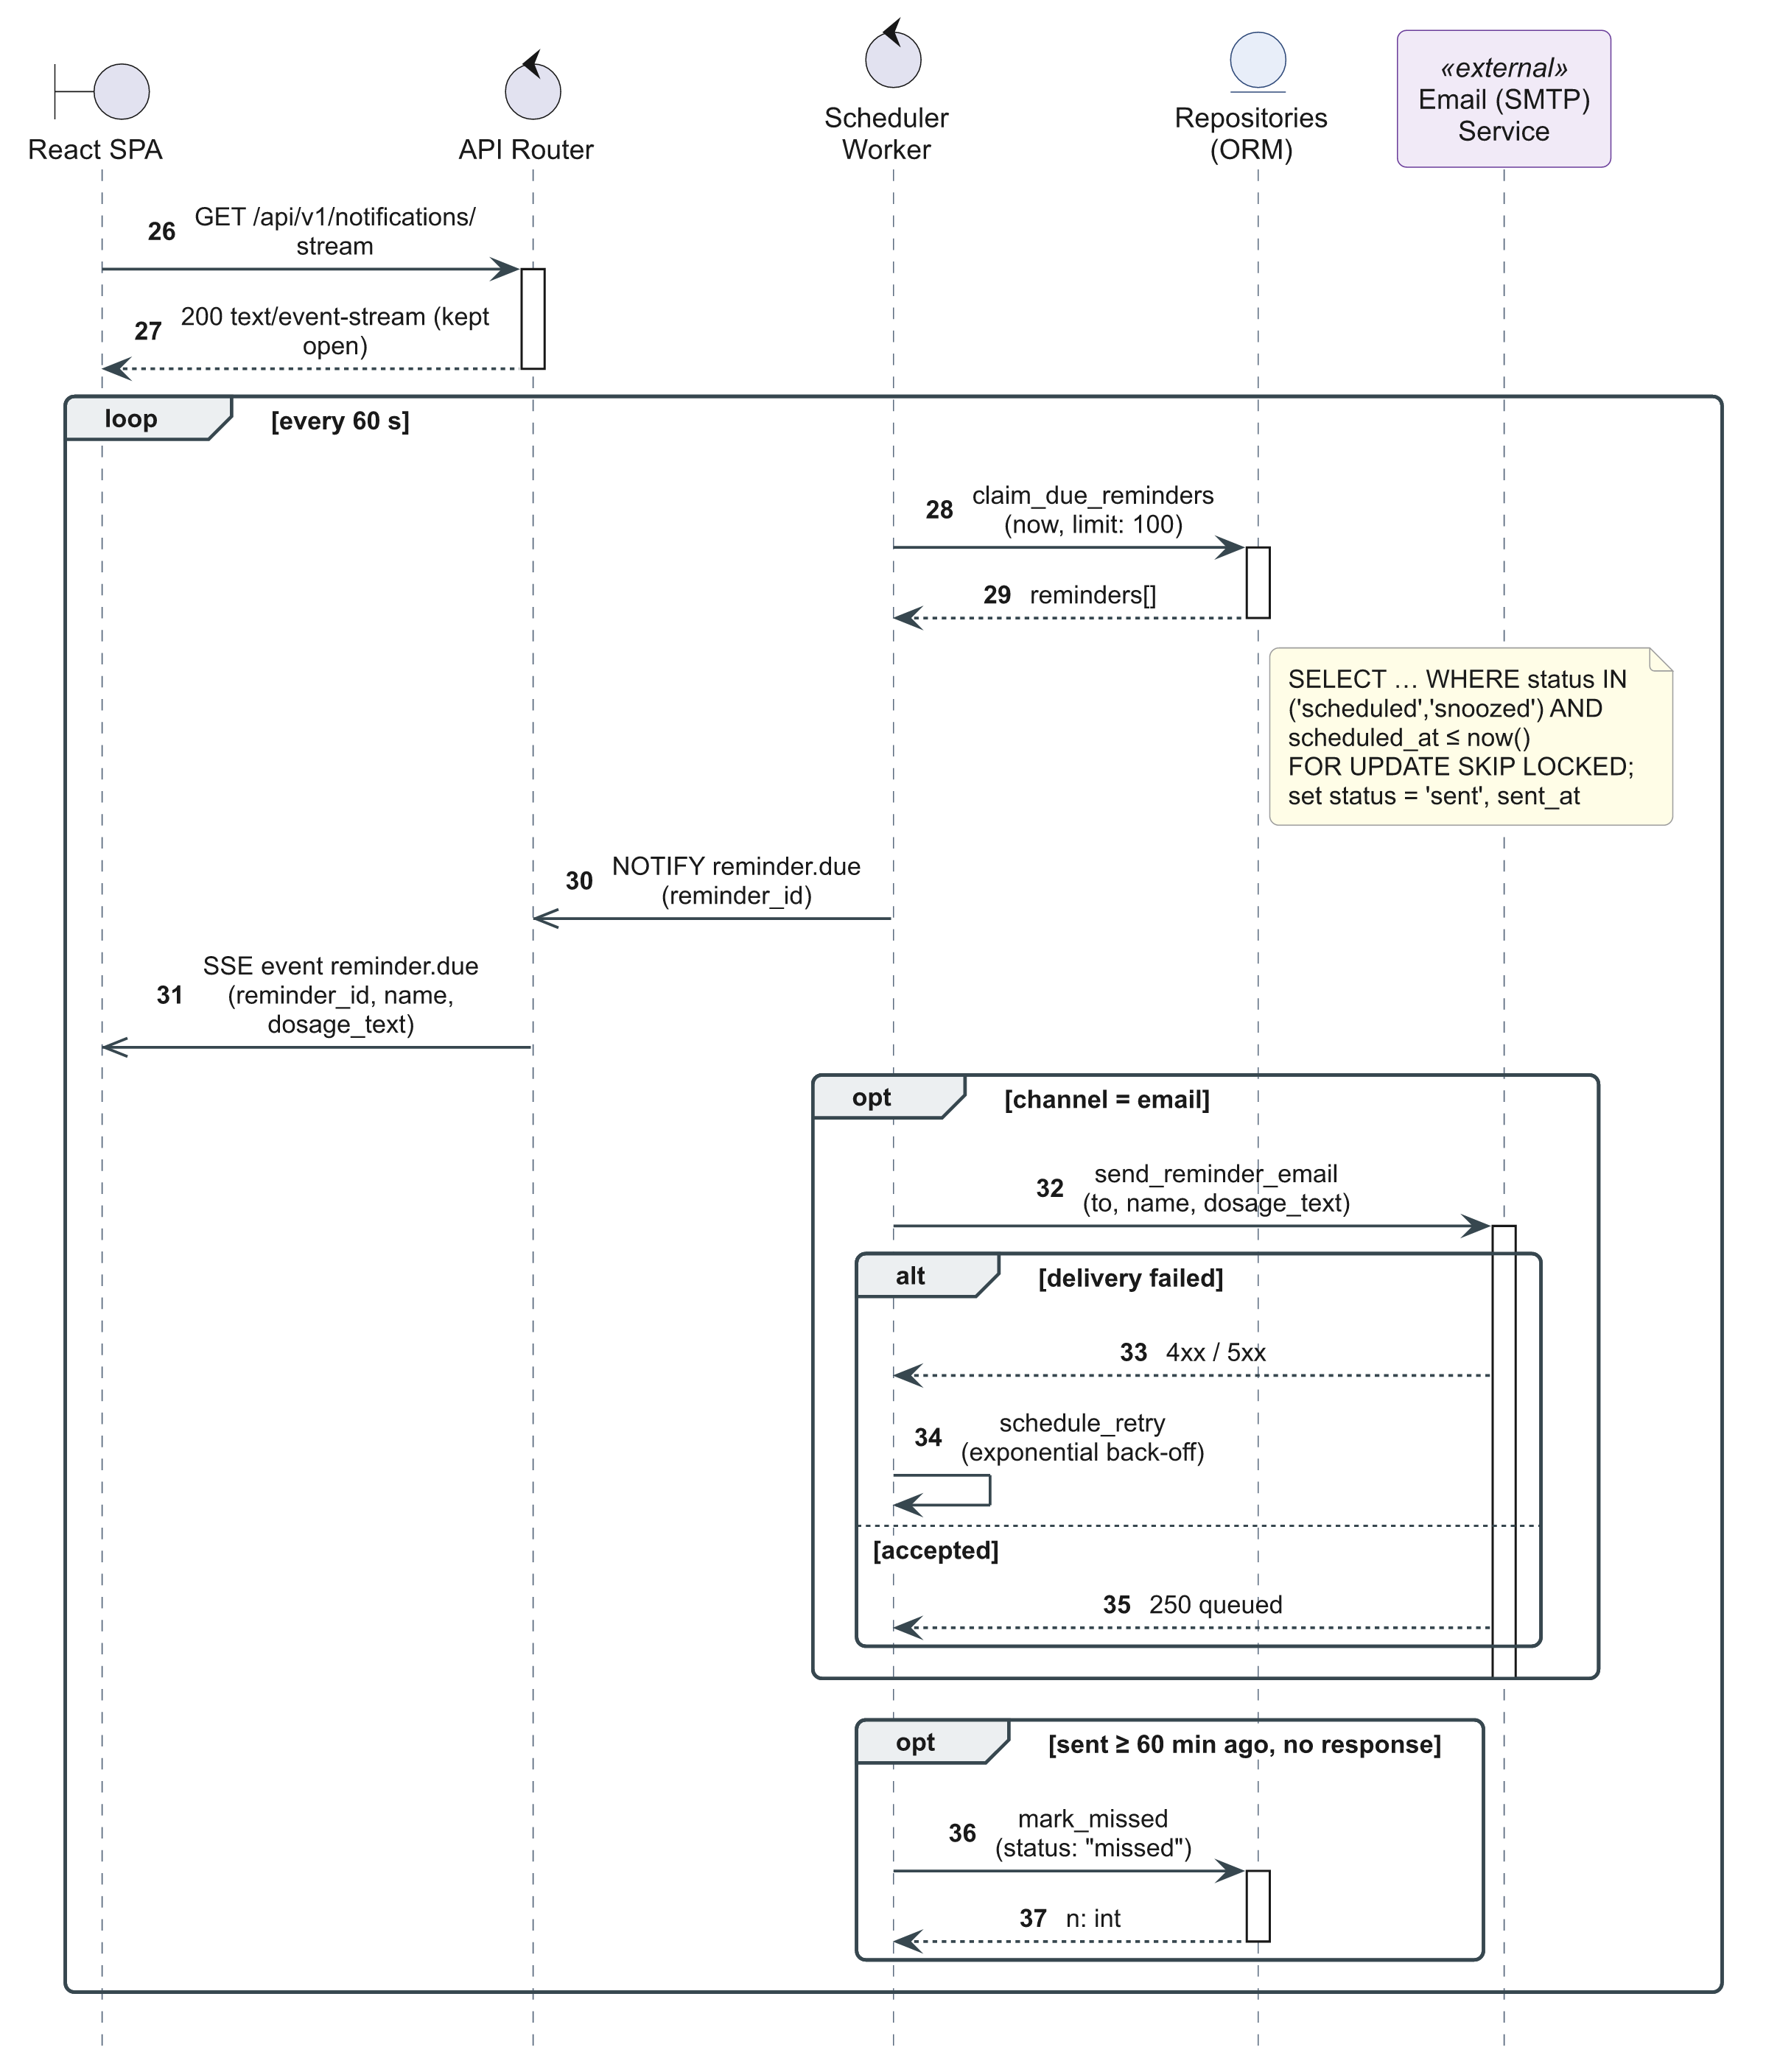 React SPA
API Router
Scheduler
Worker
Repositories
(ORM)
«external»
Email (SMTP)
Service
26 GET /api/v1/notifications/
stream
27 200 text/event-stream (kept
open)
loop [every 60 s]
28 claim_due_reminders
(now, limit: 100)
29 reminders[]
SELECT … WHERE status IN
('scheduled','snoozed') AND
scheduled_at ≤ now()
FOR UPDATE SKIP LOCKED;
set status = 'sent', sent_at
30 NOTIFY reminder.due
(reminder_id)
31 SSE event reminder.due
(reminder_id, name,
dosage_text)
opt [channel = email]
32 send_reminder_email
(to, name, dosage_text)
alt [delivery failed]
33 4xx / 5xx
34 schedule_retry
(exponential back-off)
[accepted]
35 250 queued
opt [sent ≥ 60 min ago, no response]
36 mark_missed
(status: "missed")
37 n: int